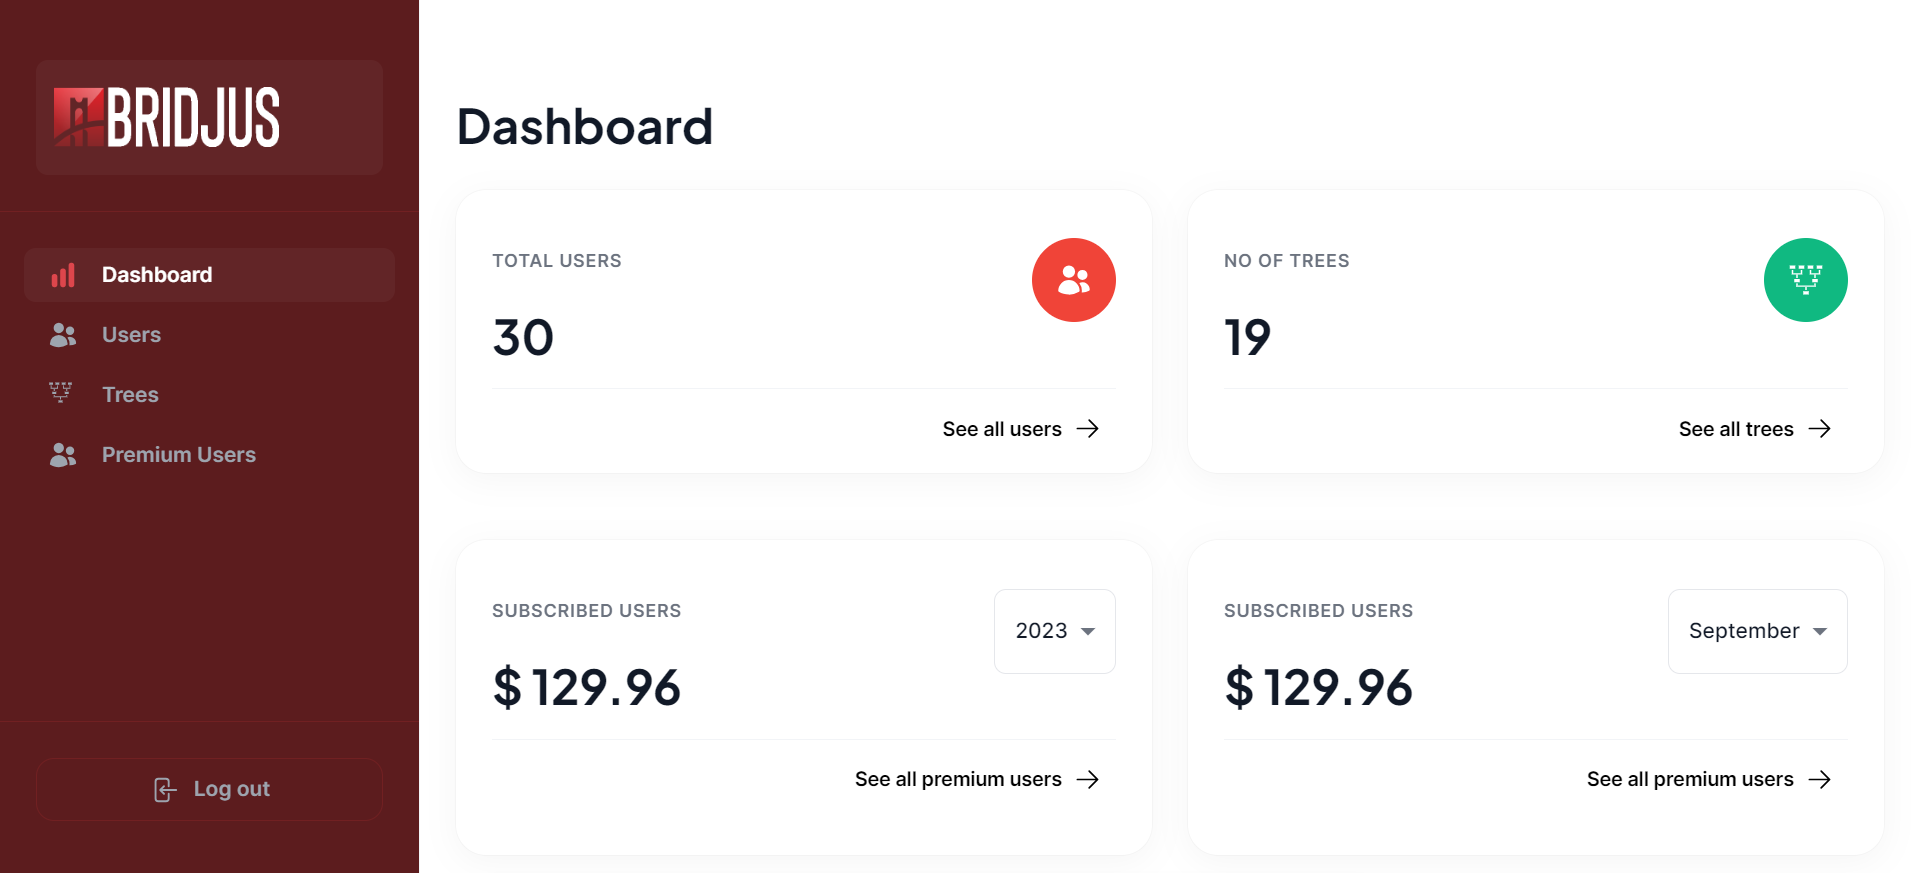 BRIDJUS
Dashboard
Users
Trees
Premium Users
Log out
Dashboard
TOTAL USERS
30
See all users
NO OF TREES
19
See all trees
SUBSCRIBED USERS
2023
$ 129.96
See all premium users
SUBSCRIBED USERS
September
$ 129.96
See all premium users